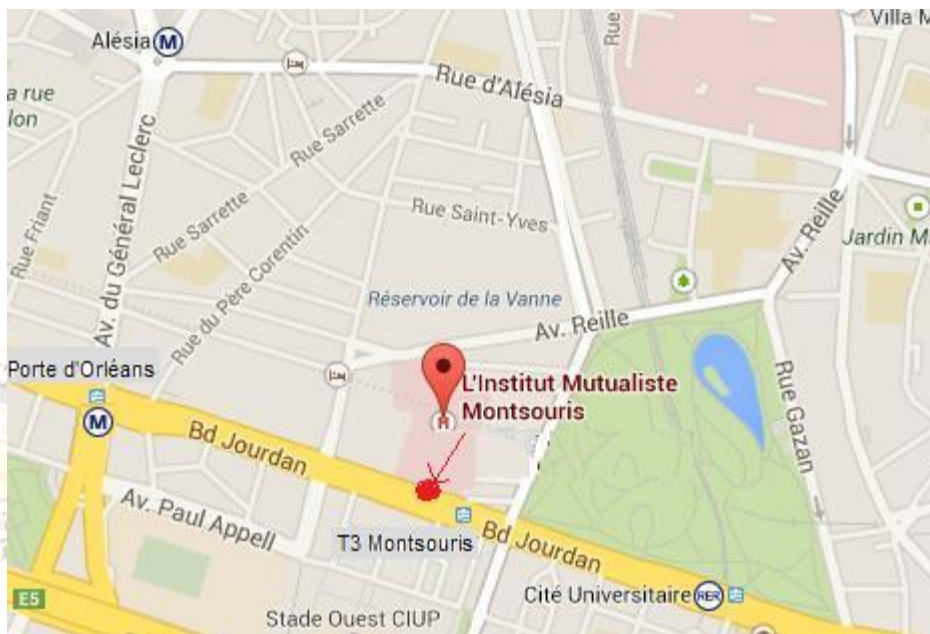 Villa M
Alésia M
a rue
lon
Rue d'Alésia
Rue
Rue Sarrette
Rue Saint-Yves
Av. Reille
Jardin M
Rue Friant
Av. du Général Leclerc
Rue Sarrette
Rue du Père Corentin
Réservoir de la Vanne
Av. Reille
Porte d'Orléans
M
L'Institut Mutualiste
Montsouris
H
Rue Gazan
Bd Jourdan
Av. Paul Appell
T3 Montsouris
Bd Jourdan
E5
Cité Universitaire RER
Stade Ouest CIUP